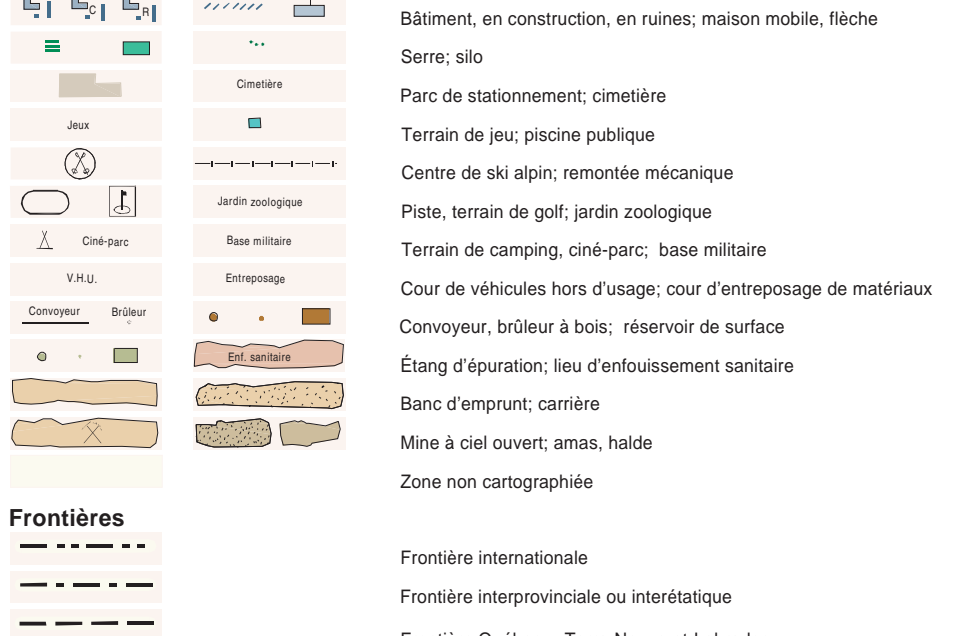 C R Bâtiment, en construction, en ruines; maison mobile, flèche
Serre; silo
Cimetière Parc de stationnement; cimetière
Jeux Terrain de jeu; piscine publique
Centre de ski alpin; remontée mécanique
Jardin zoologique Piste, terrain de golf; jardin zoologique
Ciné-parc Base militaire Terrain de camping, ciné-parc; base militaire
V.H.U. Entreposage Cour de véhicules hors d'usage; cour d'entreposage de matériaux
Convoyeur Brûleur Convoyeur, brûleur à bois; réservoir de surface
Enf. sanitaire Étang d'épuration; lieu d'enfouissement sanitaire
Banc d'emprunt; carrière
Mine à ciel ouvert; amas, halde
Zone non cartographiée
Frontières
Frontière internationale
Frontière interprovinciale ou interétatique